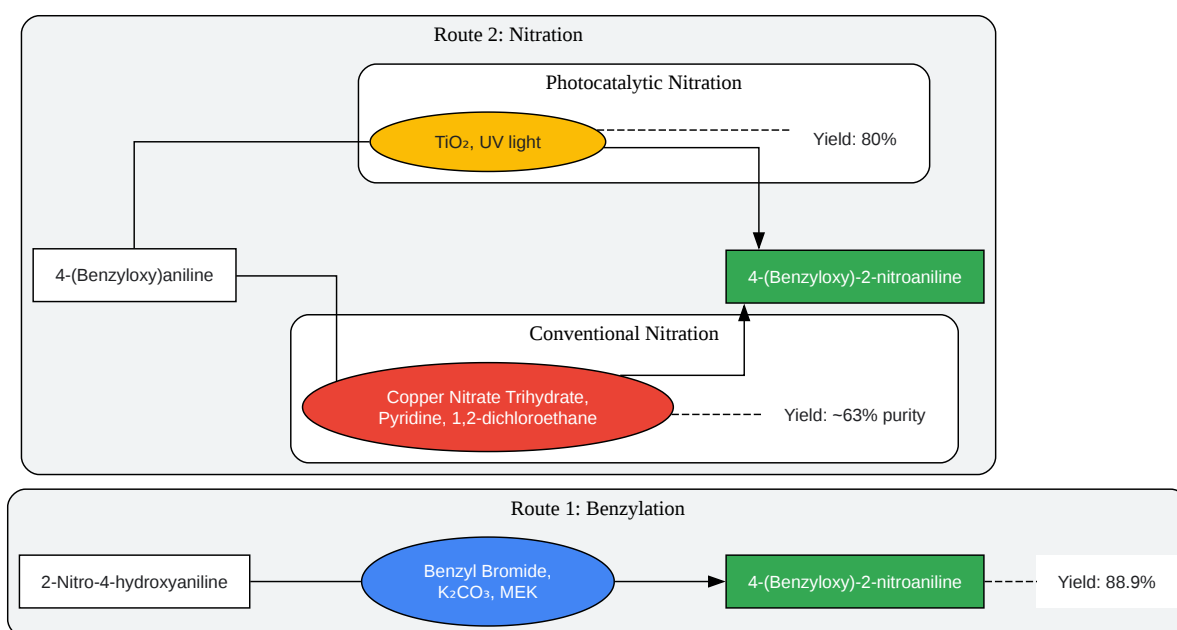 Route 2: Nitration
Photocatalytic Nitration
TiO₂, UV light
Yield: 80%
4-(Benzyloxy)aniline
4-(Benzyloxy)-2-nitroaniline
Conventional Nitration
Copper Nitrate Trihydrate,
Pyridine, 1,2-dichloroethane
Yield: ~63% purity
Route 1: Benzylation
2-Nitro-4-hydroxyaniline
Benzyl Bromide,
K₂CO₃, MEK
4-(Benzyloxy)-2-nitroaniline
Yield: 88.9%